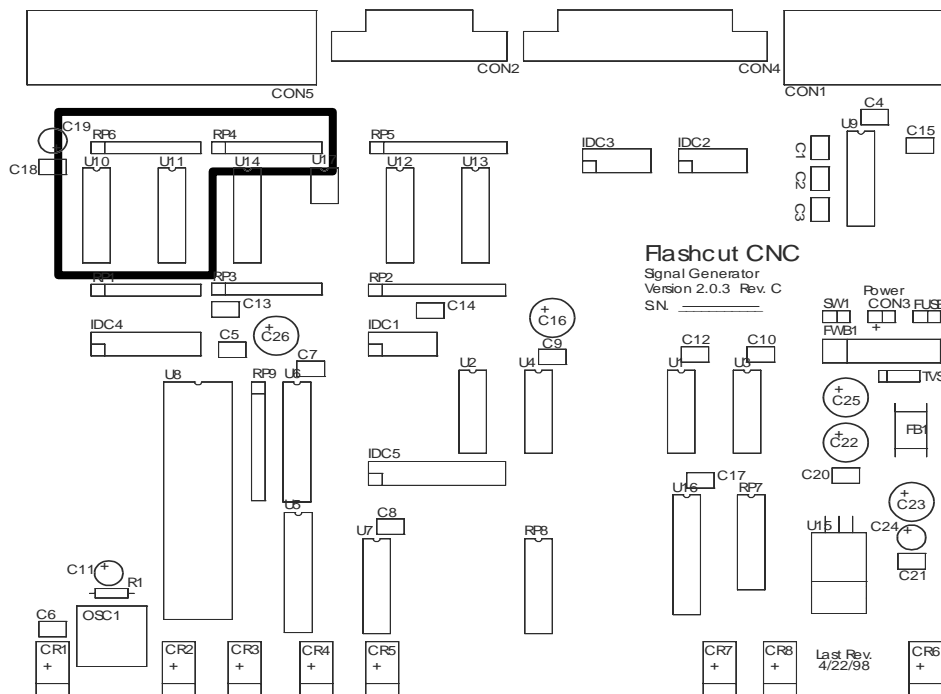 CON5
CON2
CON4
CON1
C19
C18
RP6
RP4
RP5
U10
U11
U14
U17
U12
U13
IDC3
IDC2
C4
U9
C15
C1
C2
C3
Flashcut CNC
Signal Generator
Version 2.0.3 Rev. C
S.N.
RP1
RP3
RP2
C13
C14
IDC4
C5
C26
IDC1
C16
C9
C7
C12
C10
SW1
Power
CON3
FUSE
FWB1
TVS
U8
RP9
U6
U2
U4
U1
U3
C25
C22
FB1
IDC5
C20
C17
U16
RP7
U5
C8
U7
RP8
U15
C23
C24
C21
C11
R1
OSC1
C6
CR1
CR2
CR3
CR4
CR5
CR7
CR8
Last Rev.
4/22/98
CR6